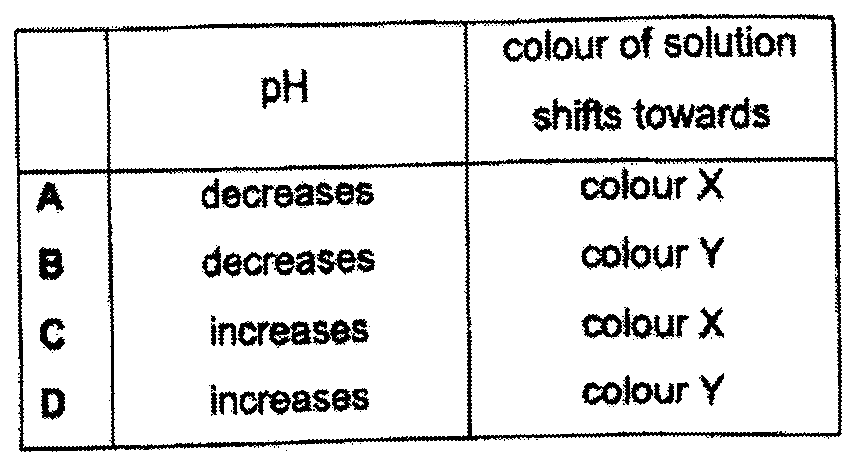 pH colour of solution
shifts towards
A decreases colour X
B decreases colour Y
C increases colour X
D increases colour Y